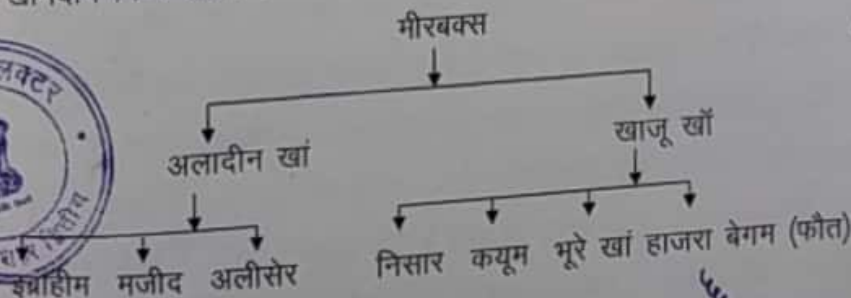 मीरबक्स
अलादीन खां
खाजू खाँ
इब्राहीम मजीद अलीसेर
निसार कयूम भूरे खां हाजरा बेगम (फौत)